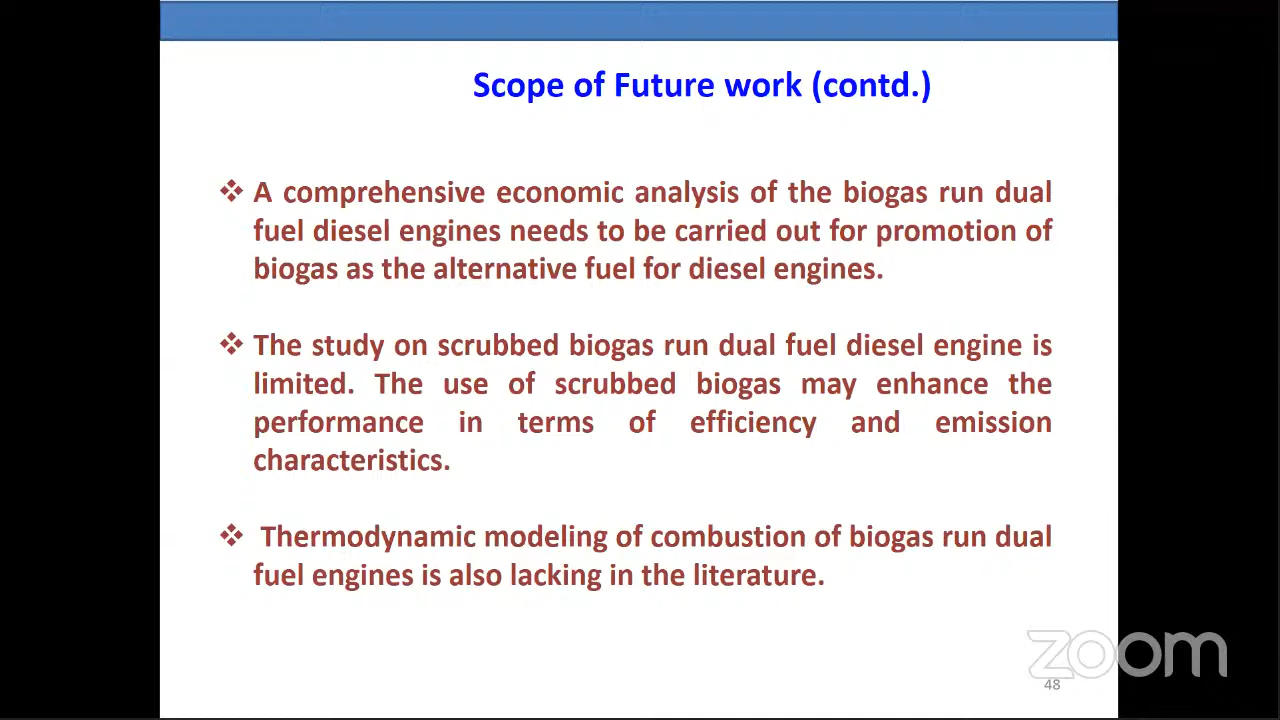 Scope of Future work (contd.)
❖ A comprehensive economic analysis of the biogas run dual
fuel diesel engines needs to be carried out for promotion of
biogas as the alternative fuel for diesel engines.
❖ The study on scrubbed biogas run dual fuel diesel engine is
limited. The use of scrubbed biogas may enhance the
performance in terms of efficiency and emission
characteristics.
❖ Thermodynamic modeling of combustion of biogas run dual
fuel engines is also lacking in the literature.
zoom
48